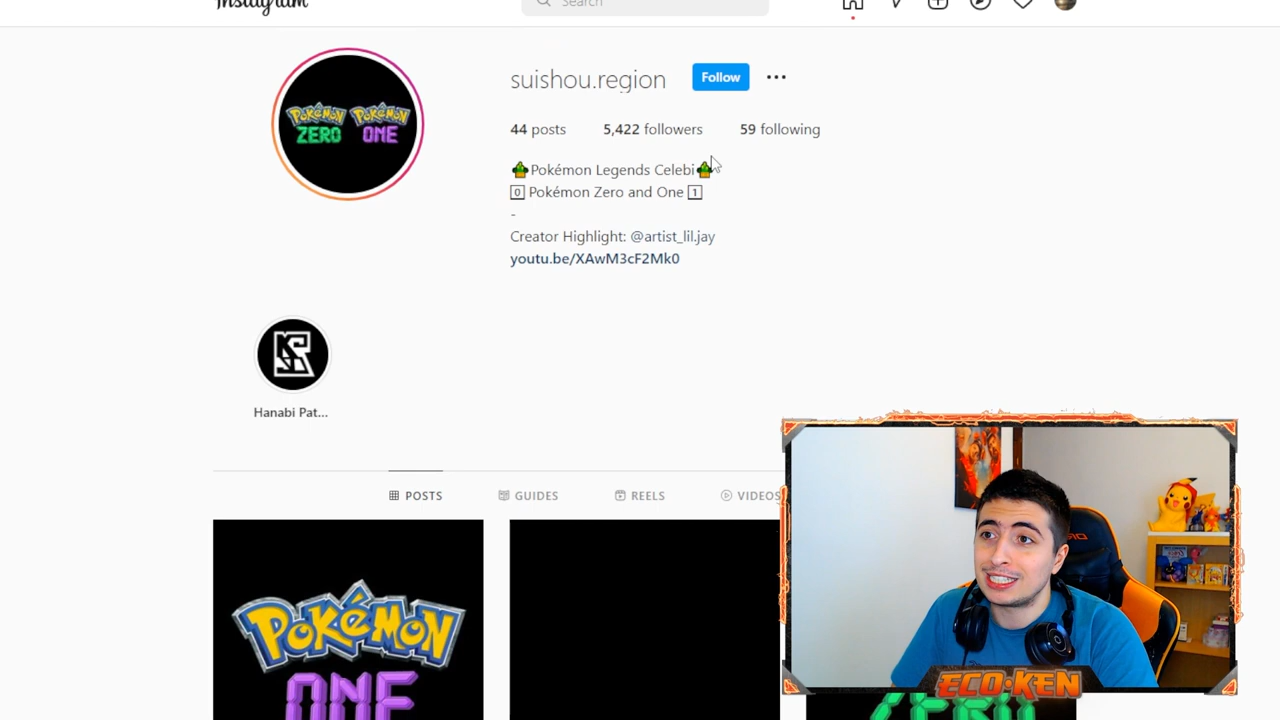 Instagram
Search
POKÉMON POKÉMON
ZERO ONE
suishou.region Follow
44 posts 5,422 followers 59 following
Pokémon Legends Celebi
0 Pokémon Zero and One 1
-
Creator Highlight: @artist_lil.jay
youtu.be/XAwM3cF2Mk0
Hanabi Pat...
POSTS GUIDES REELS VIDEOS
POKÉMON
ONE
ZERO
ECO·KEN